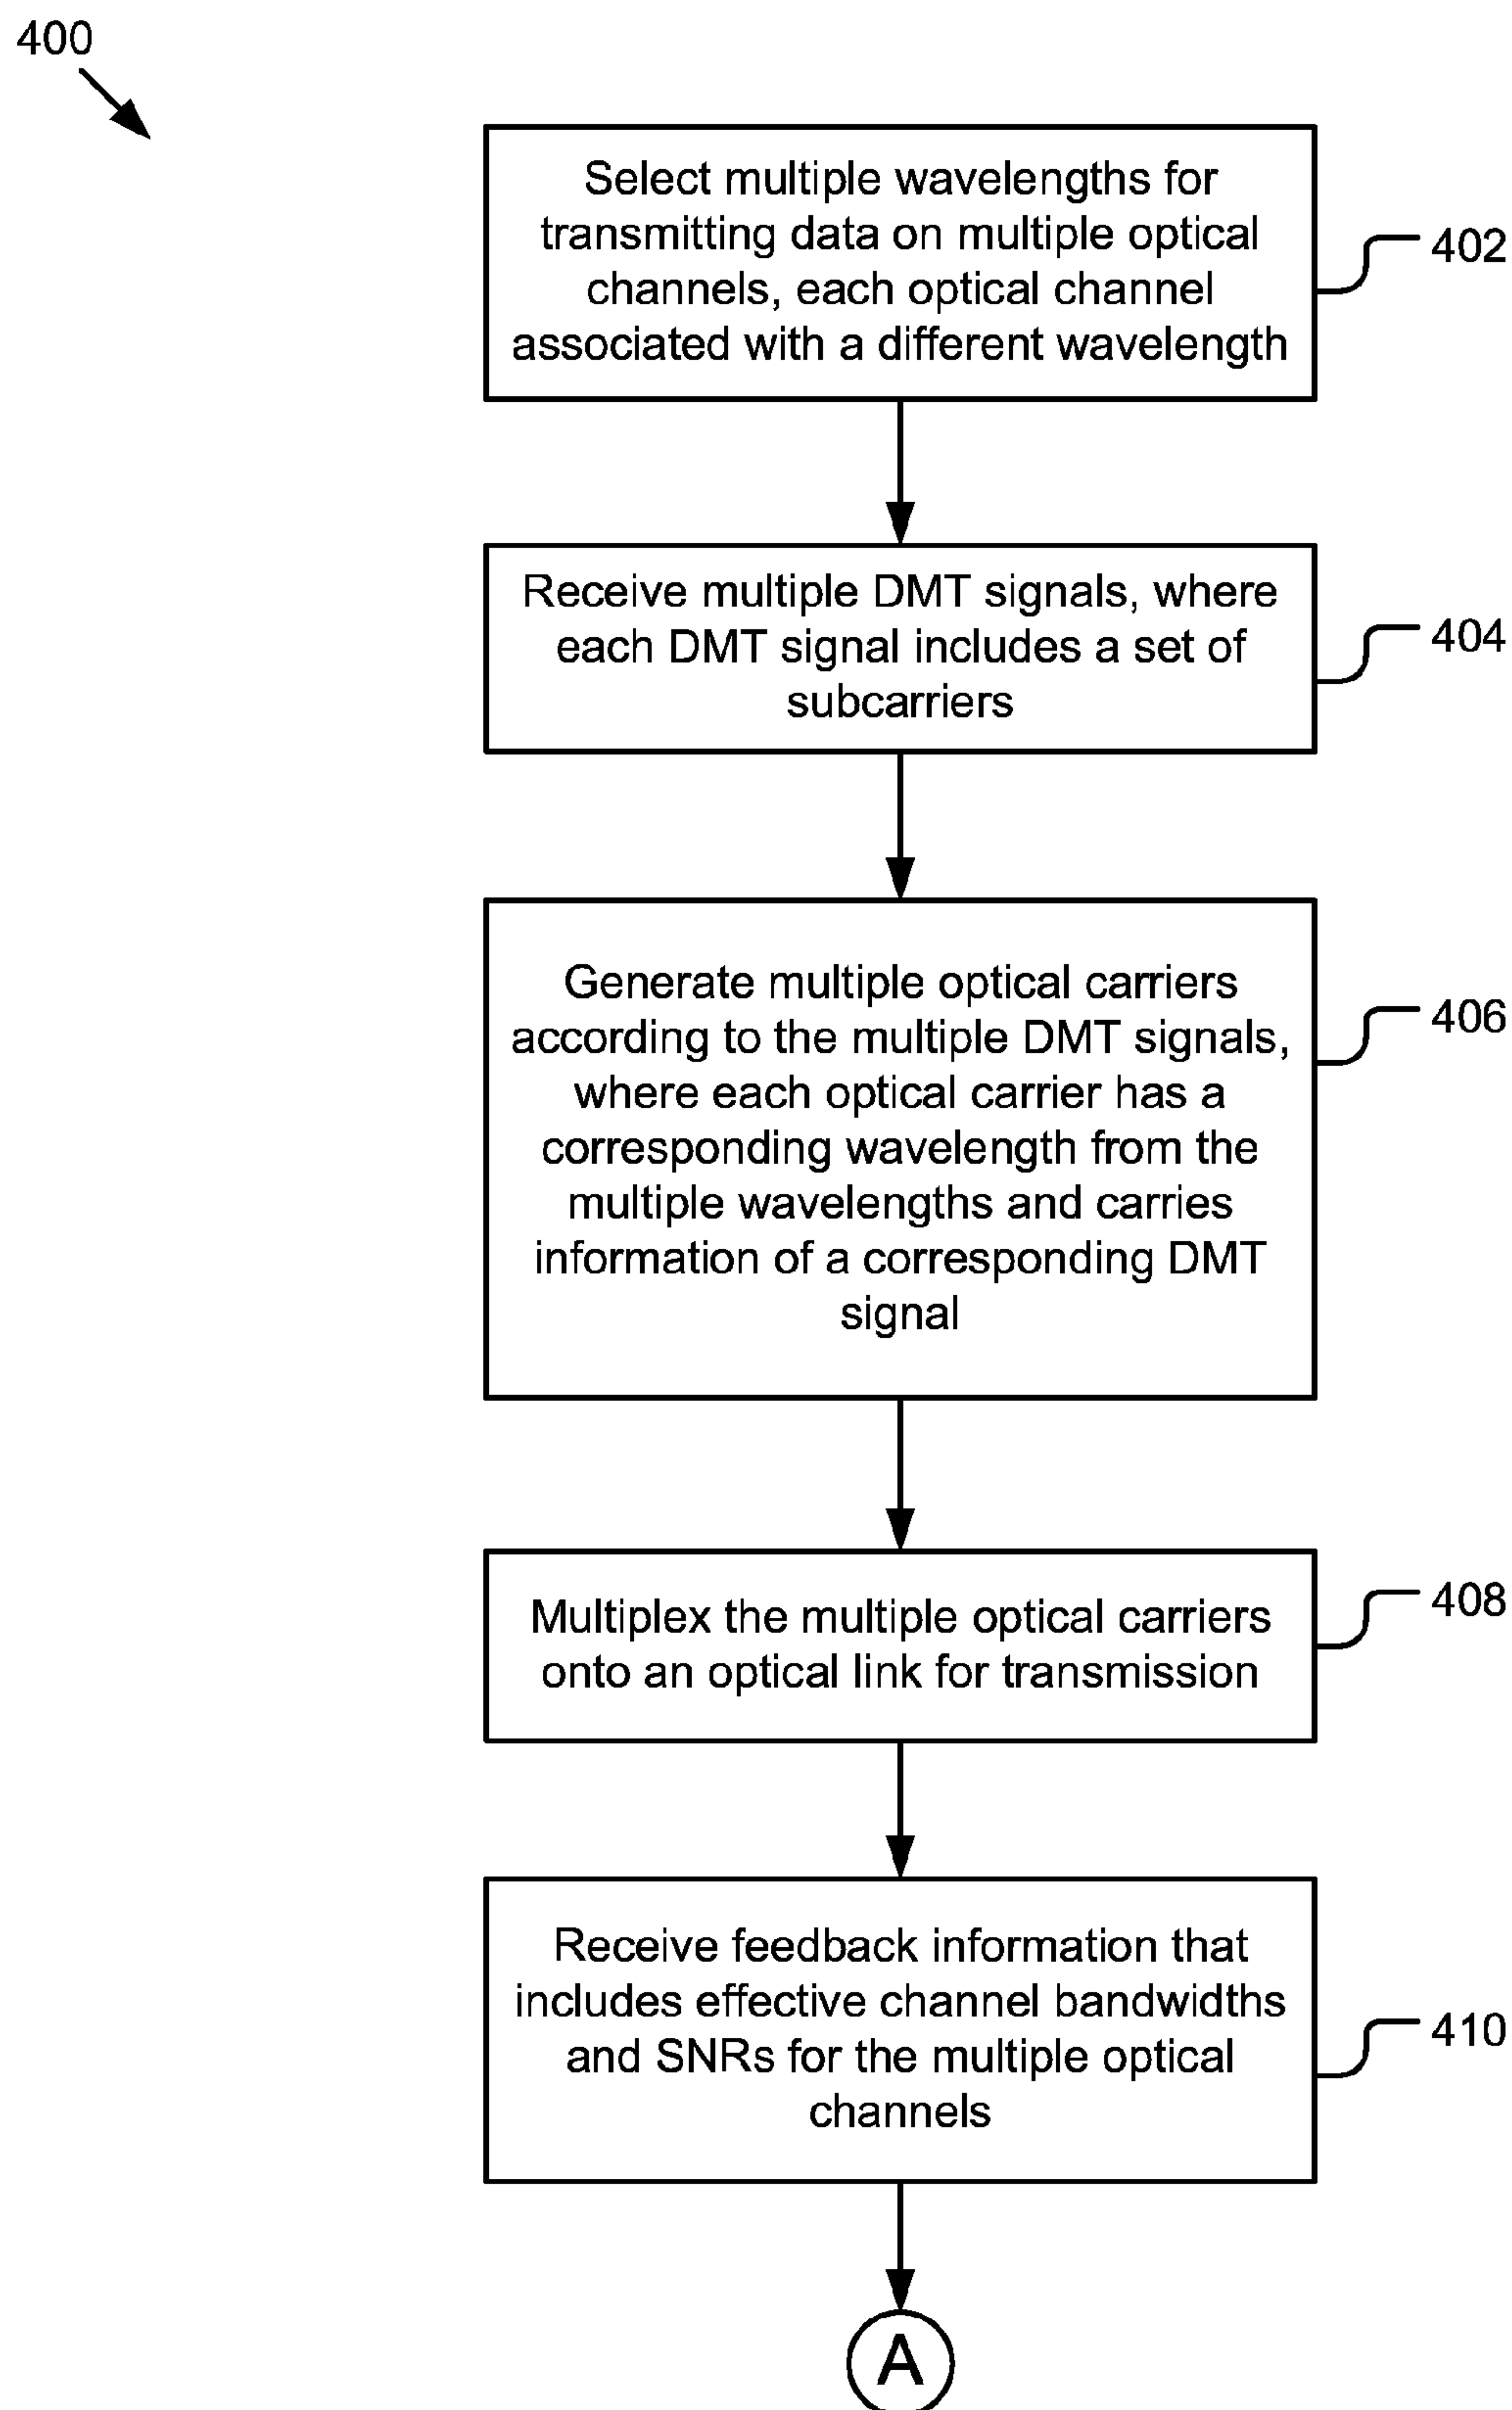 400
Select multiple wavelengths for
transmitting data on multiple optical
channels, each optical channel
associated with a different wavelength
402
Receive multiple DMT signals, where
each DMT signal includes a set of
subcarriers
404
Generate multiple optical carriers
according to the multiple DMT signals,
where each optical carrier has a
corresponding wavelength from the
multiple wavelengths and carries
information of a corresponding DMT
signal
406
Multiplex the multiple optical carriers
onto an optical link for transmission
408
Receive feedback information that
includes effective channel bandwidths
and SNRs for the multiple optical
channels
410
A